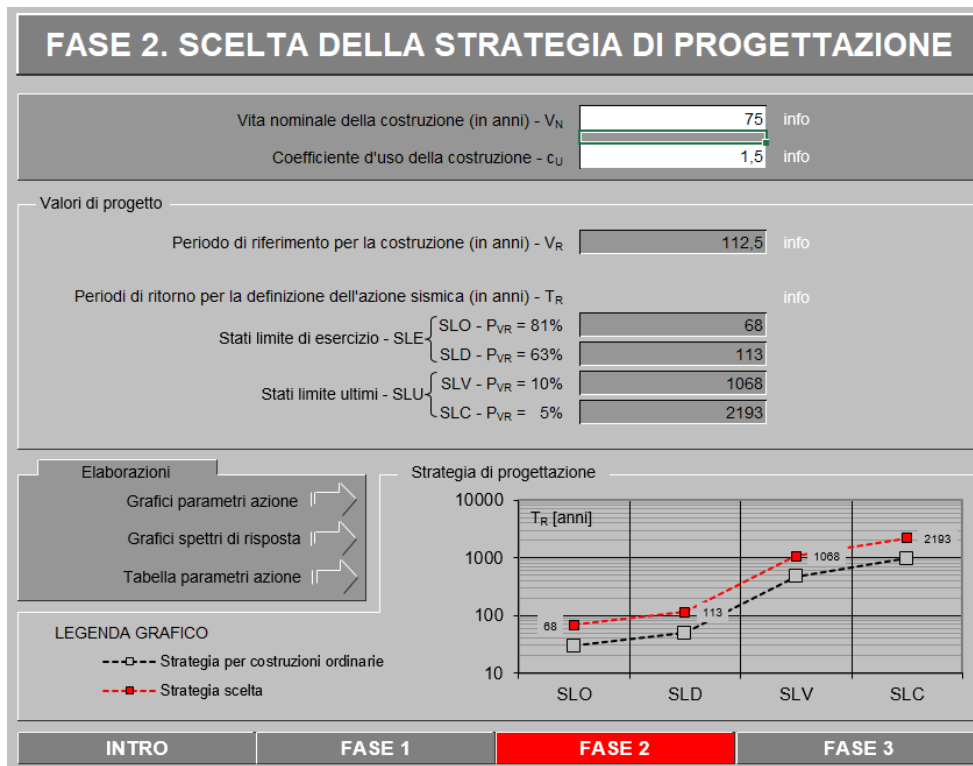 FASE 2. SCELTA DELLA STRATEGIA DI PROGETTAZIONE
Vita nominale della costruzione (in anni) - VN 75 info
Coefficiente d'uso della costruzione - cU 1,5 info
Valori di progetto
Periodo di riferimento per la costruzione (in anni) - VR 112,5 info
Periodi di ritorno per la definizione dell'azione sismica (in anni) - TR info
Stati limite di esercizio - SLE
SLO - PVR = 81% 68
SLD - PVR = 63% 113
Stati limite ultimi - SLU
SLV - PVR = 10% 1068
SLC - PVR = 5% 2193
Elaborazioni
Grafici parametri azione
Grafici spettri di risposta
Tabella parametri azione
LEGENDA GRAFICO
Strategia per costruzioni ordinarie
Strategia scelta
Strategia di progettazione
TR [anni]
10000
1000
100
10
68
113
1068
2193
SLO SLD SLV SLC
INTRO FASE 1 FASE 2 FASE 3